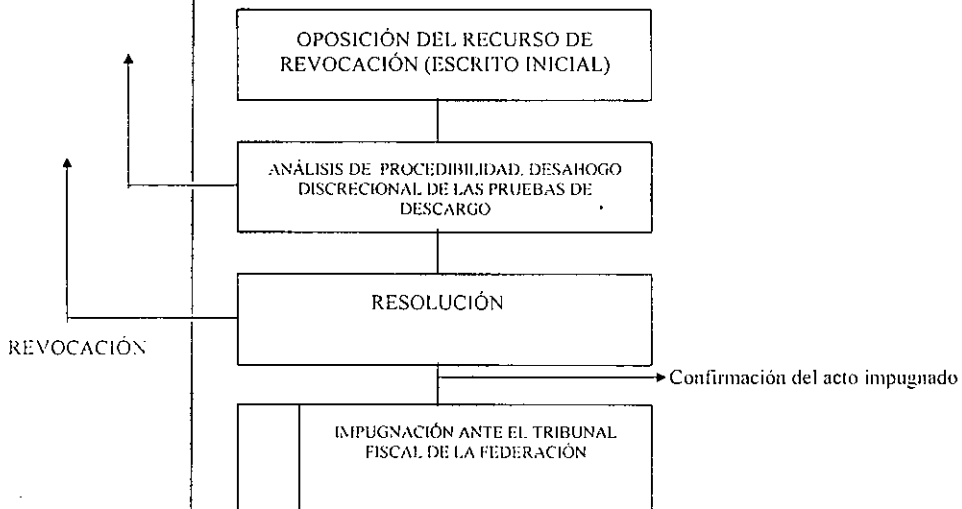 OPOSICIÓN DEL RECURSO DE
REVOCACIÓN (ESCRITO INICIAL)
ANÁLISIS DE PROCEDIBILIDAD, DESAHOGO
DISCRECIONAL DE LAS PRUEBAS DE
DESCARGO
RESOLUCIÓN
REVOCACIÓN
Confirmación del acto impugnado
IMPUGNACIÓN ANTE EL TRIBUNAL
FISCAL DE LA FEDERACIÓN